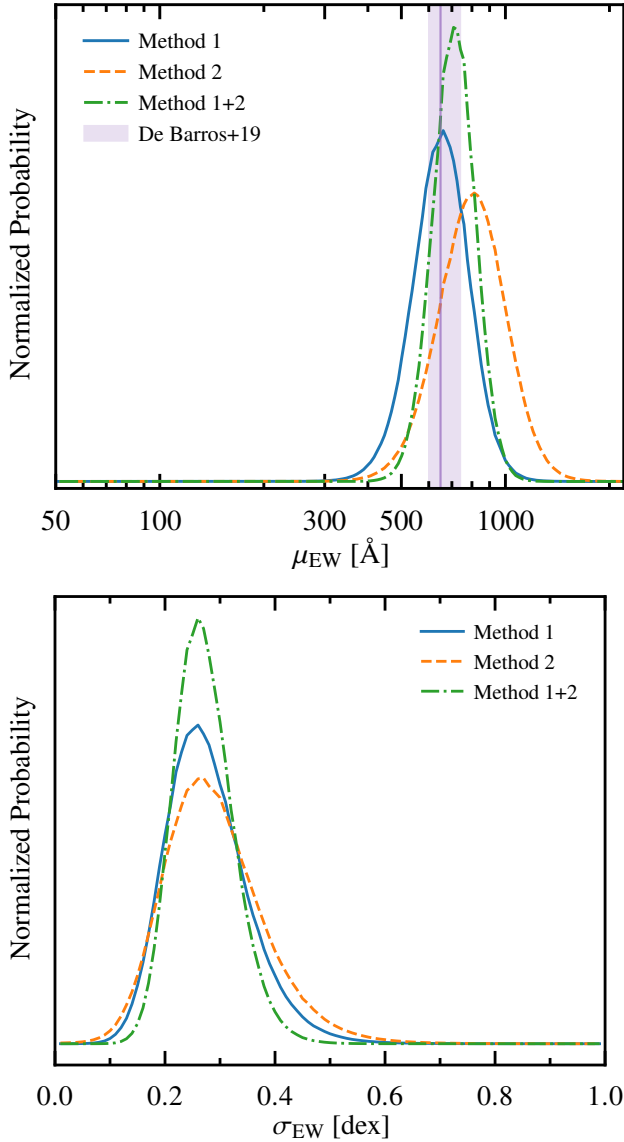 Normalized Probability
Method 1
Method 2
Method 1+2
De Barros+19
50 100 300 500 1000
μEW [Å]
Normalized Probability
Method 1
Method 2
Method 1+2
0.0 0.2 0.4 0.6 0.8 1.0
σEW [dex]